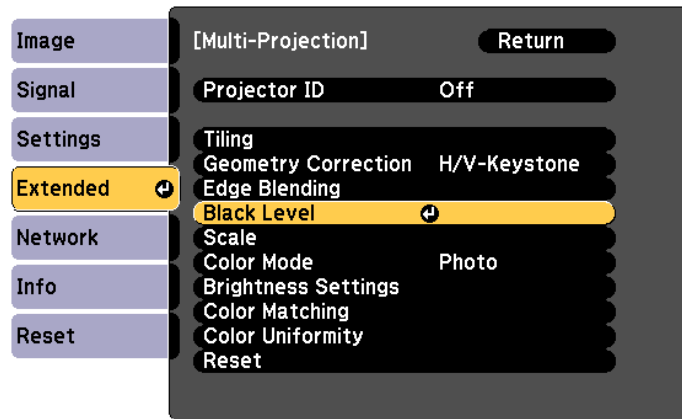 Image
Signal
Settings
Extended
Network
Info
Reset
[Multi-Projection] Return
Projector ID Off
Tiling
Geometry Correction H/V-Keystone
Edge Blending
Black Level
Scale
Color Mode Photo
Brightness Settings
Color Matching
Color Uniformity
Reset